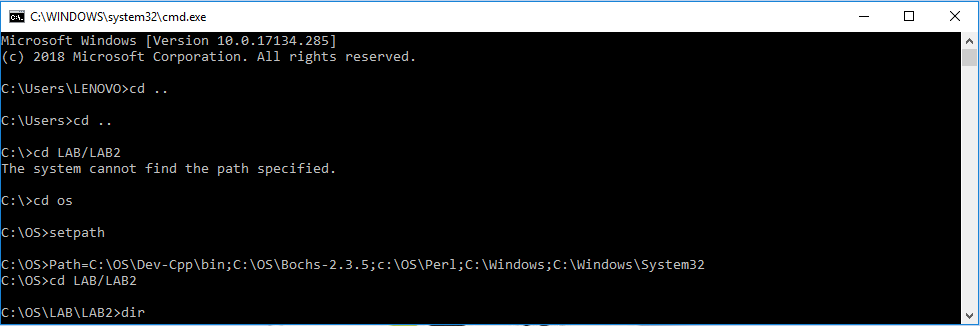 C:\WINDOWS\system32\cmd.exe
Microsoft Windows [Version 10.0.17134.285]
(c) 2018 Microsoft Corporation. All rights reserved.
C:\Users\LENOVO>cd ..
C:\Users>cd ..
C:\>cd LAB/LAB2
The system cannot find the path specified.
C:\>cd os
C:\OS>setpath
C:\OS>Path=C:\OS\Dev-Cpp\bin;C:\OS\Bochs-2.3.5;c:\OS\Perl;C:\Windows;C:\Windows\System32
C:\OS>cd LAB/LAB2
C:\OS\LAB\LAB2>dir